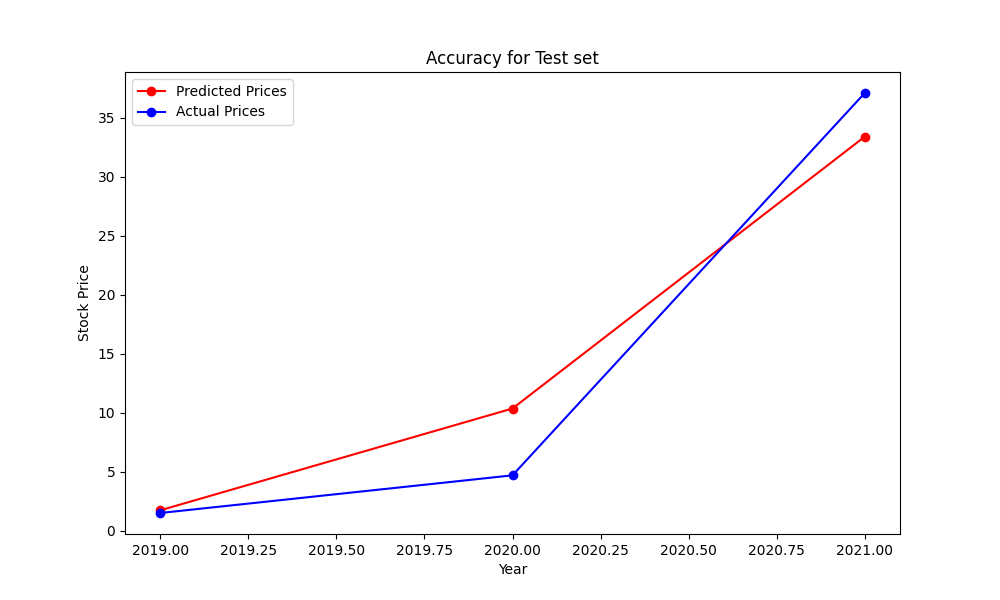 Accuracy for Test set
Predicted Prices
Actual Prices
35
30
25
20
15
10
5
0
Stock Price
2019.00 2019.25 2019.50 2019.75 2020.00 2020.25 2020.50 2020.75 2021.00
Year